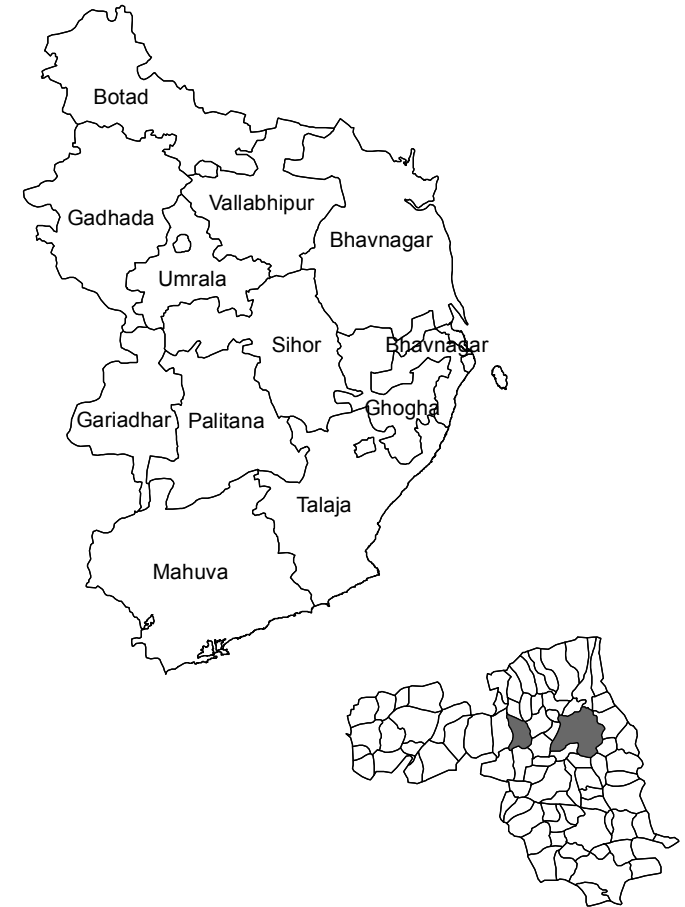 Botad
Vallabhipur
Gadhada
Bhavnagar
Umrala
Sihor
Bhavnagar
Ghogha
Gariadhar
Palitana
Talaja
Mahuva